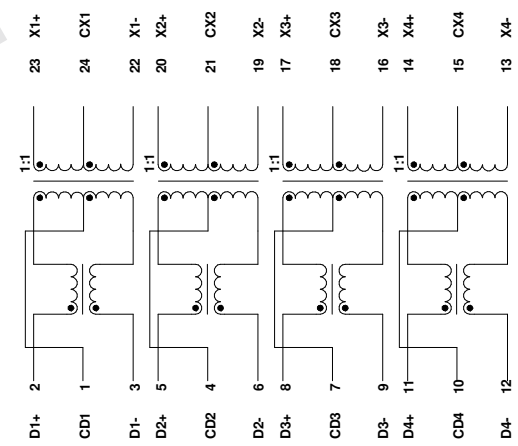 X1+ CX1 X1- X2+ CX2 X2- X3+ CX3 X3- X4+ CX4 X4-
23 24 22 20 21 19 17 18 16 14 15 13
1:1 1:1 1:1 1:1
2 1 3 5 4 6 8 7 9 11 10 12
D1+ CD1 D1- D2+ CD2 D2- D3+ CD3 D3- D4+ CD4 D4-